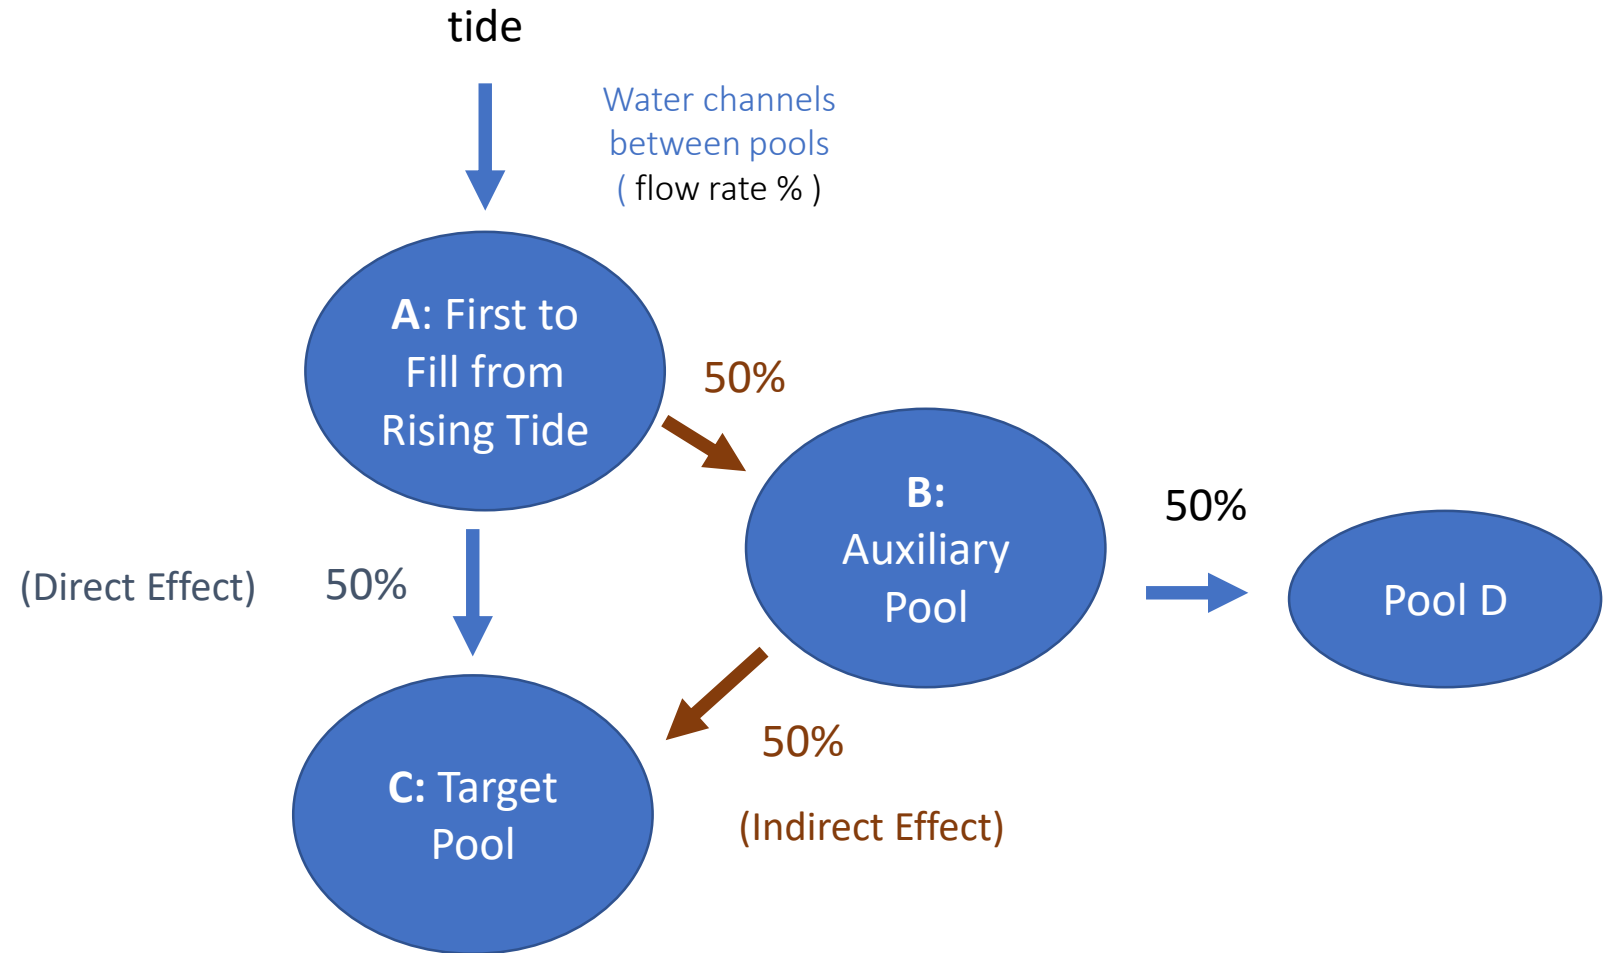 tide
Water channels
between pools
( flow rate % )
A: First to
Fill from
Rising Tide
50%
B:
Auxiliary
Pool
50%
Pool D
(Direct Effect)
50%
C: Target
Pool
50%
(Indirect Effect)